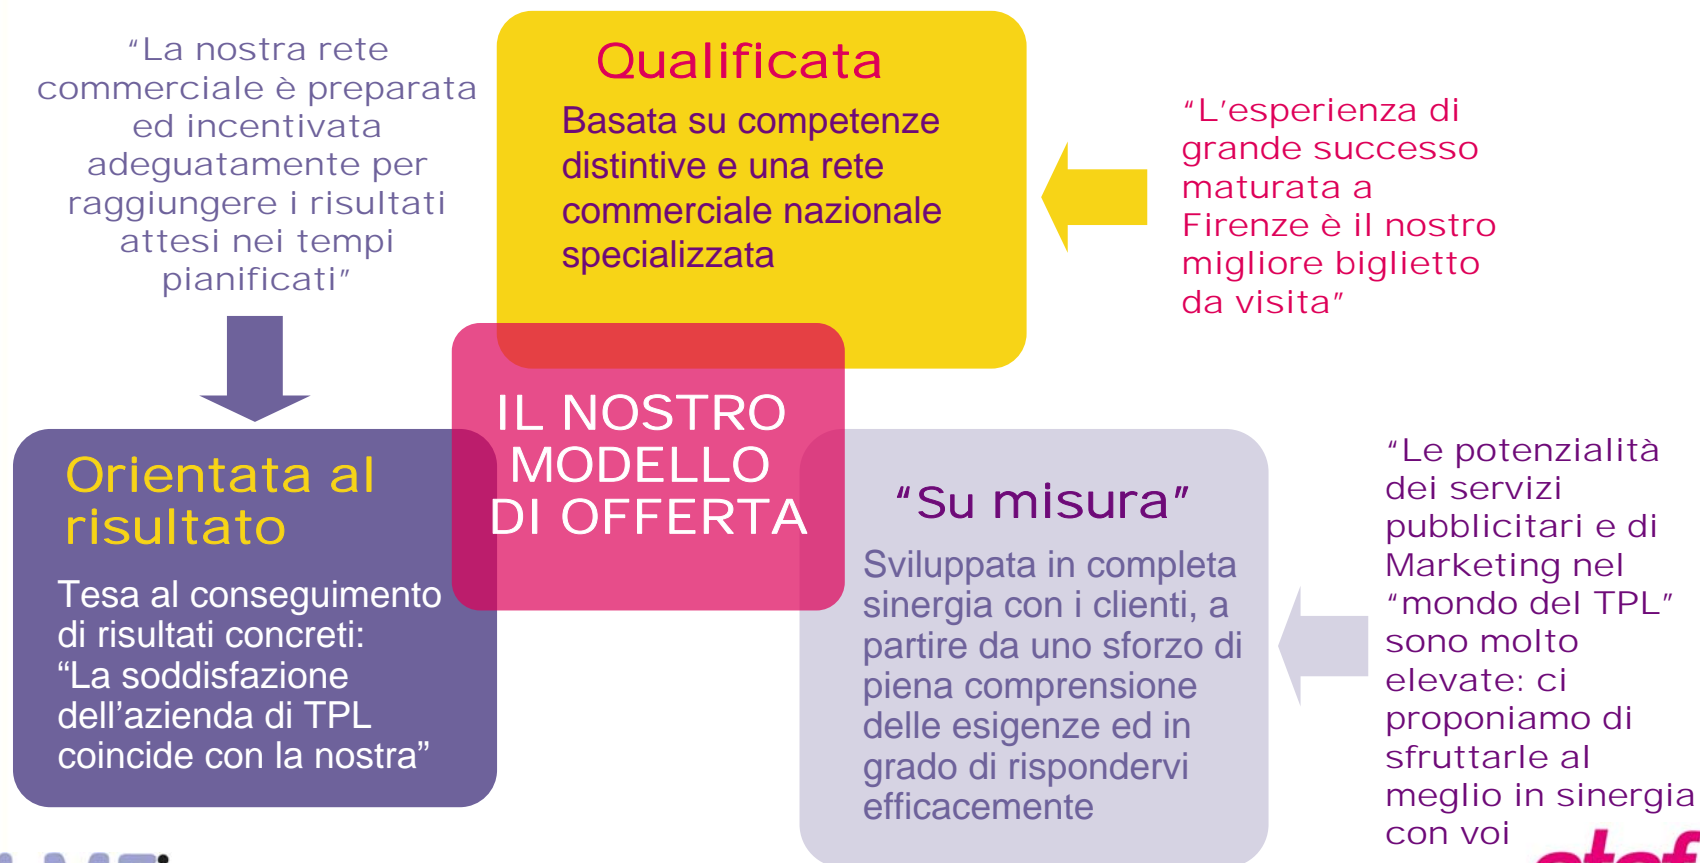 “La nostra rete
commerciale è preparata
ed incentivata
adeguatamente per
raggiungere i risultati
attesi nei tempi
pianificati”
Qualificata
Basata su competenze
distintive e una rete
commerciale nazionale
specializzata
“L’esperienza di
grande successo
maturata a
Firenze è il nostro
migliore biglietto
da visita”
IL NOSTRO
MODELLO
DI OFFERTA
Orientata al
risultato
Tesa al conseguimento
di risultati concreti:
“La soddisfazione
dell’azienda di TPL
coincide con la nostra”
“Su misura”
Sviluppata in completa
sinergia con i clienti, a
partire da uno sforzo di
piena comprensione
delle esigenze ed in
grado di rispondervi
efficacemente
“Le potenzialità
dei servizi
pubblicitari e di
Marketing nel
“mondo del TPL”
sono molto
elevate: ci
proponiamo di
sfruttarle al
meglio in sinergia
con voi